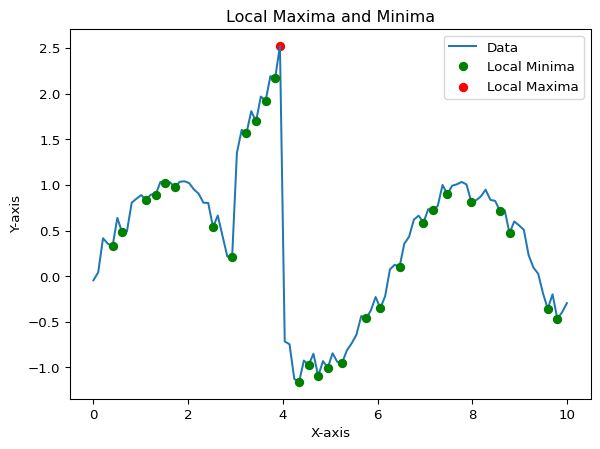 Local Maxima and Minima
Data
Local Minima
Local Maxima
Y-axis
2.5
2.0
1.5
1.0
0.5
0.0
−0.5
−1.0
0 2 4 6 8 10
X-axis